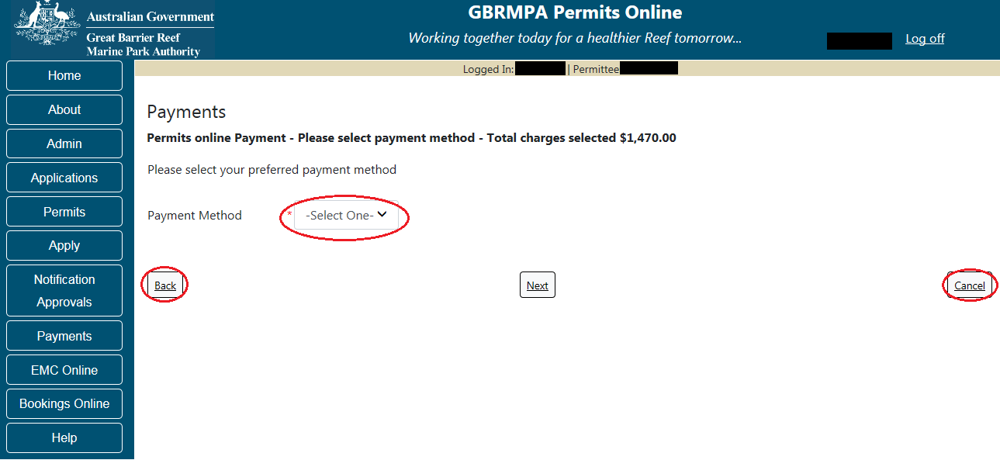 Australian Government
Great Barrier Reef
Marine Park Authority
GBRMPA Permits Online
Working together today for a healthier Reef tomorrow...
Log off
Logged In: | Permittee
Home
About
Admin
Applications
Permits
Apply
Notification
Approvals
Payments
EMC Online
Bookings Online
Help
Payments
Permits online Payment - Please select payment method - Total charges selected $1,470.00
Please select your preferred payment method
Payment Method * -Select One-
Back Next Cancel